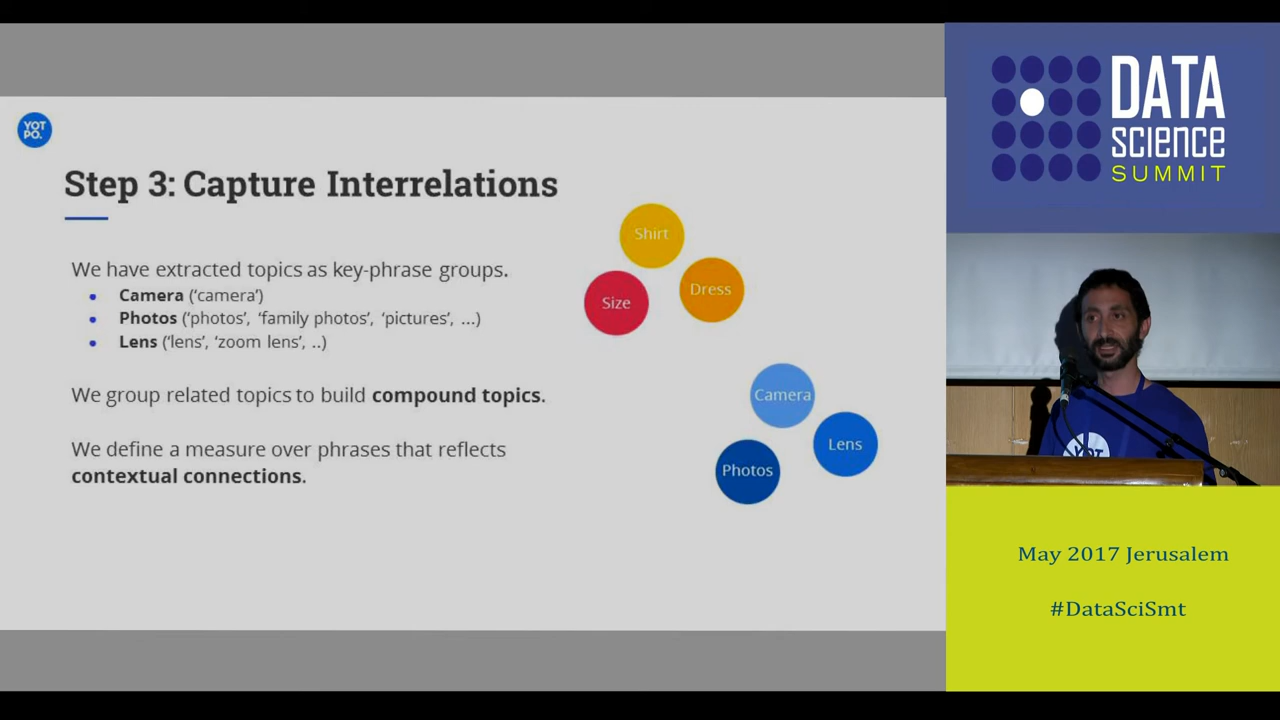 YOT
PO.
Step 3: Capture Interrelations
We have extracted topics as key-phrase groups.
Camera (‘camera’)
Photos (‘photos’, ‘family photos’, ‘pictures’, ...)
Lens (‘lens’, ‘zoom lens’, ..)
We group related topics to build compound topics.
We define a measure over phrases that reflects
contextual connections.
Shirt
Dress
Size
Camera
Lens
Photos
DATA
science
SUMMIT
YOT
May 2017 Jerusalem
#DataSciSmt